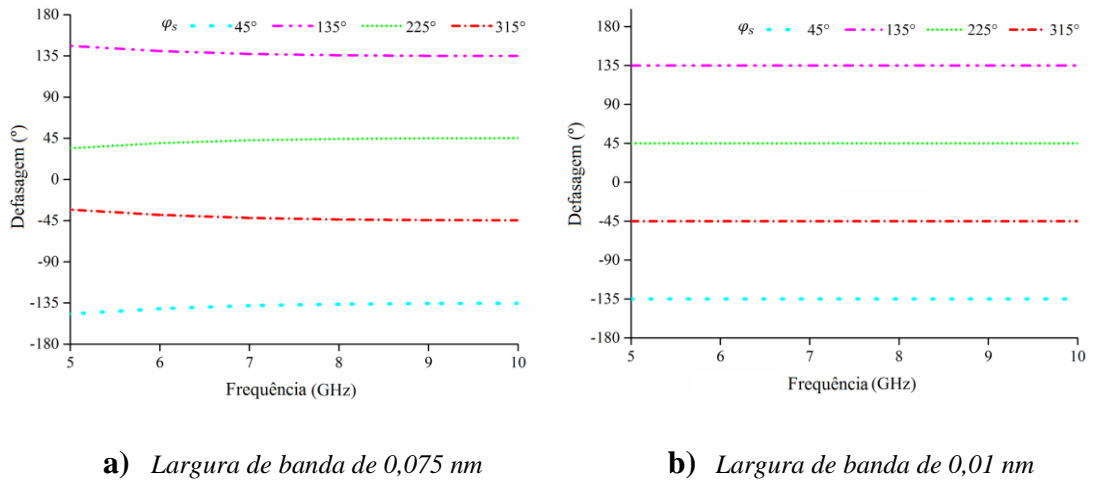 φs 45° 135° 225° 315°
180
135
90
45
0
-45
-90
-135
-180
Defasagem (°)
5 6 7 8 9 10
Frequência (GHz)
a) Largura de banda de 0,075 nm
φs 45° 135° 225° 315°
180
135
90
45
0
-45
-90
-135
-180
Defasagem (°)
5 6 7 8 9 10
Frequência (GHz)
b) Largura de banda de 0,01 nm